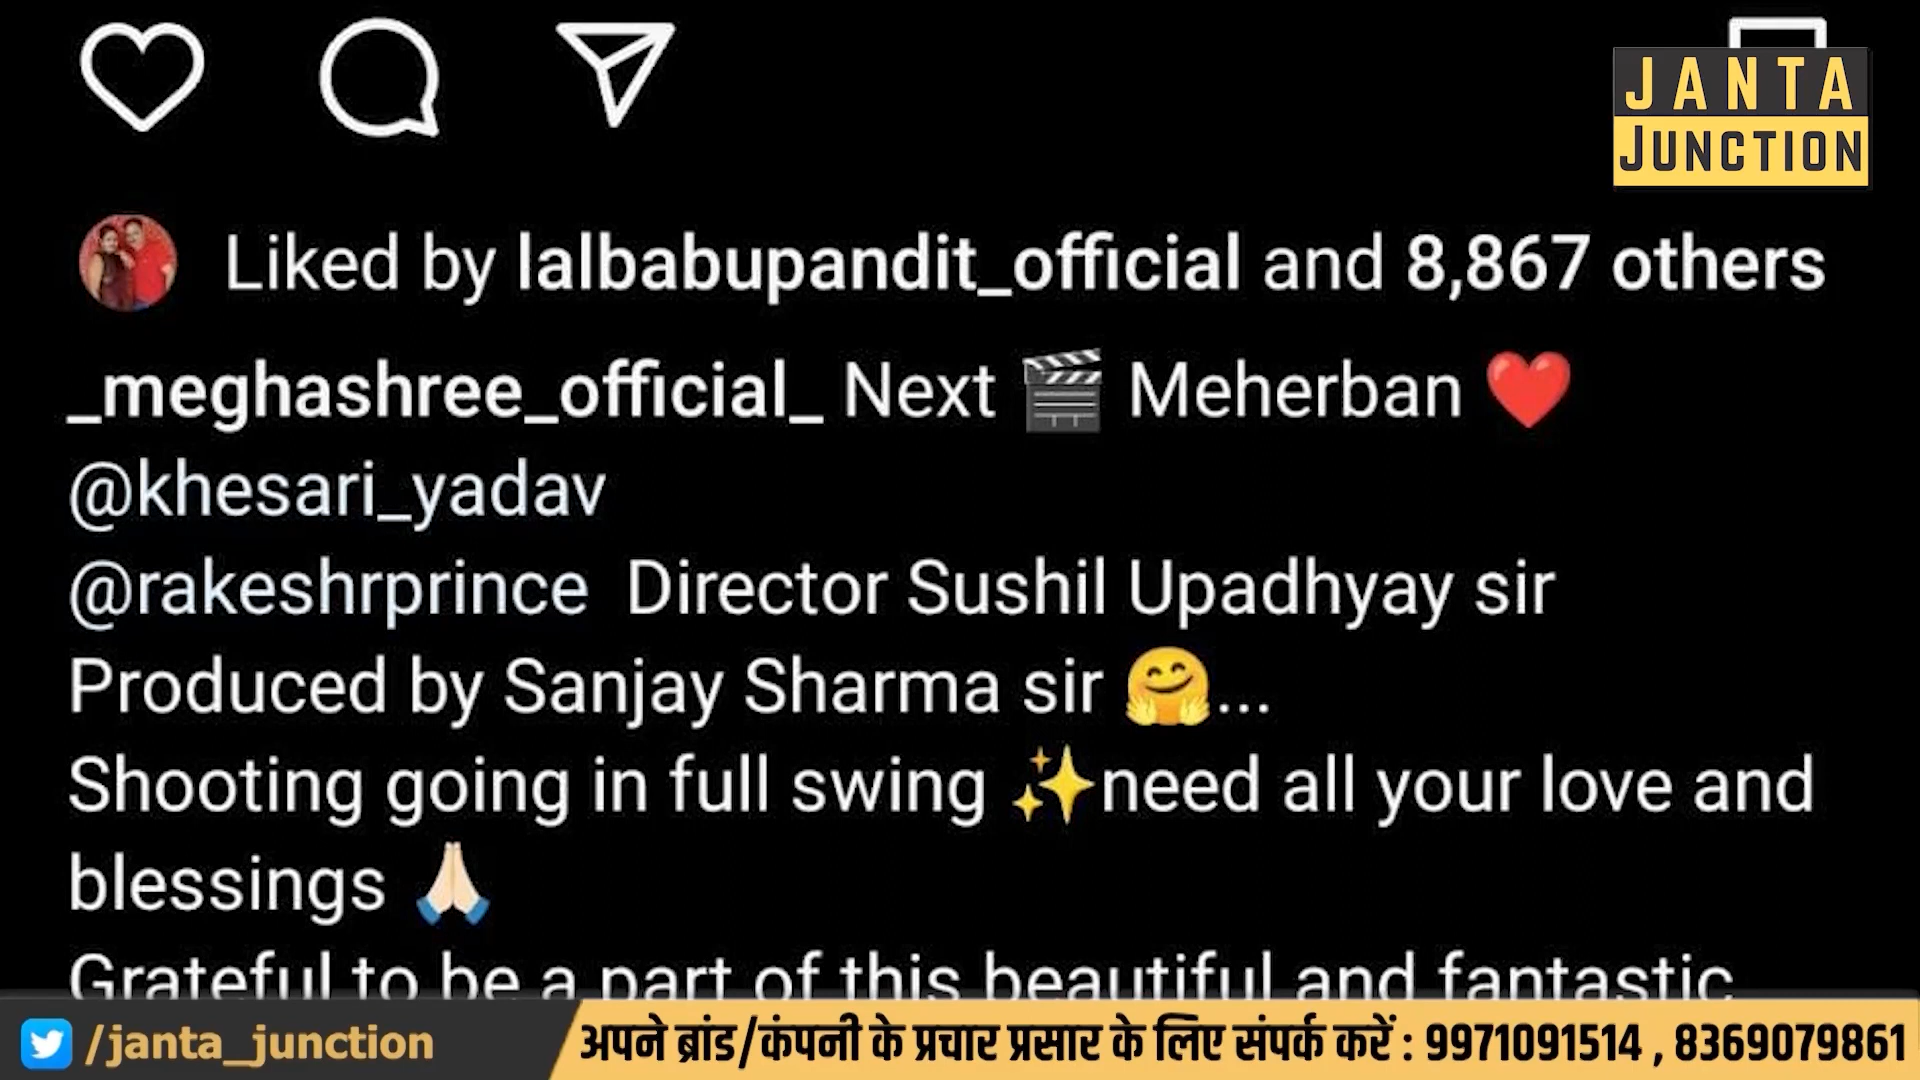 JANTA
JUNCTION
Liked by lalbabupandit_official and 8,867 others
_meghashree_official_ Next 🎬 Meherban ❤️
@khesari_yadav
@rakeshrprince Director Sushil Upadhyay sir
Produced by Sanjay Sharma sir 🤗...
Shooting going in full swing ✨need all your love and
blessings 🙏🏻
Grateful to be a part of this beautiful and fantastic
/janta_junction
अपने ब्रांड/कंपनी के प्रचार प्रसार के लिए संपर्क करें : 9971091514 , 8369079861